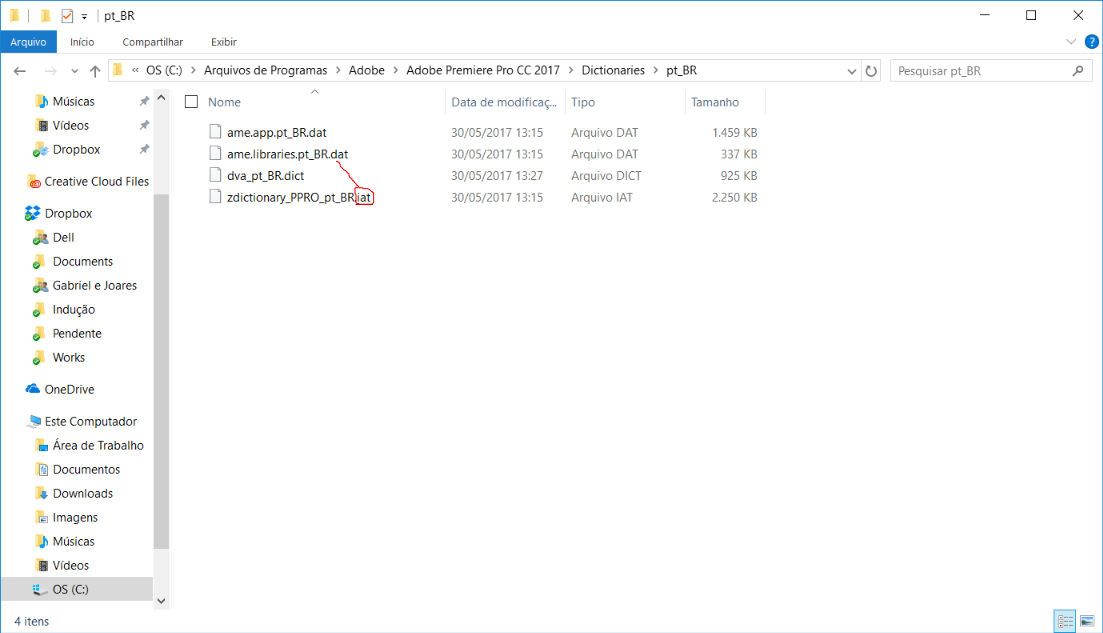 pt_BR
Arquivo Início Compartilhar Exibir
« OS (C:) > Arquivos de Programas > Adobe > Adobe Premiere Pro CC 2017 > Dictionaries > pt_BR
Pesquisar pt_BR
Músicas
Vídeos
Dropbox
Creative Cloud Files
Dropbox
Dell
Documents
Gabriel e Joares
Indução
Pendente
Works
OneDrive
Este Computador
Área de Trabalho
Documentos
Downloads
Imagens
Músicas
Vídeos
OS (C:)
Nome Data de modificaç... Tipo Tamanho
ame.app.pt_BR.dat 30/05/2017 13:15 Arquivo DAT 1.459 KB
ame.libraries.pt_BR.dat 30/05/2017 13:15 Arquivo DAT 337 KB
dva_pt_BR.dict 30/05/2017 13:27 Arquivo DICT 925 KB
zdictionary_PPRO_pt_BR.iat 30/05/2017 13:15 Arquivo IAT 2.250 KB
4 itens